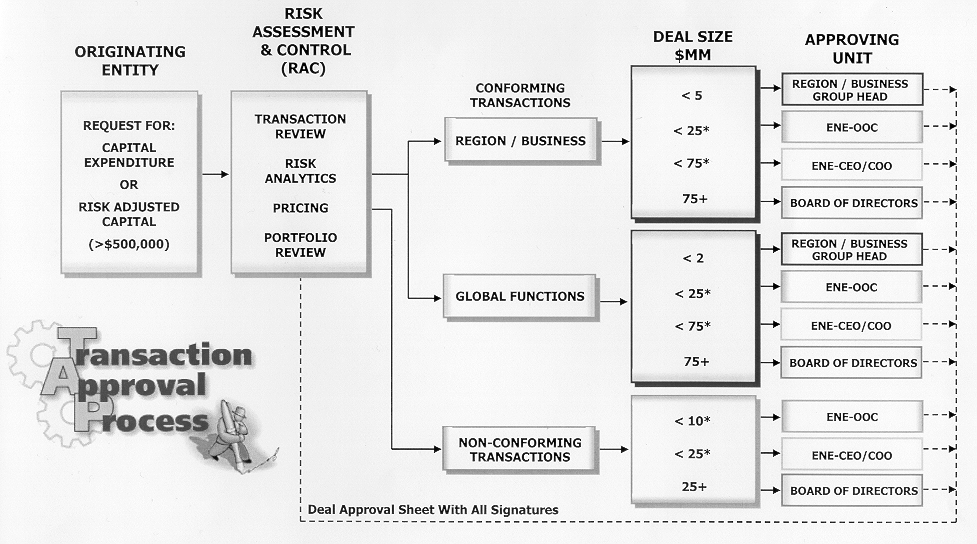 ORIGINATING
ENTITY
REQUEST FOR:
CAPITAL
EXPENDITURE
OR
RISK ADJUSTED
CAPITAL
(>$500,000)
RISK
ASSESSMENT
& CONTROL
(RAC)
TRANSACTION
REVIEW
RISK
ANALYTICS
PRICING
PORTFOLIO
REVIEW
CONFORMING
TRANSACTIONS
REGION / BUSINESS
GLOBAL FUNCTIONS
NON-CONFORMING
TRANSACTIONS
DEAL SIZE
$MM
APPROVING
UNIT
< 5
REGION / BUSINESS
GROUP HEAD
< 25*
ENE-OOC
< 75*
ENE-CEO/COO
75+
BOARD OF DIRECTORS
< 2
REGION / BUSINESS
GROUP HEAD
< 25*
ENE-OOC
< 75*
ENE-CEO/COO
75+
BOARD OF DIRECTORS
< 10*
ENE-OOC
< 25*
ENE-CEO/COO
25+
BOARD OF DIRECTORS
Transaction
Approval
Process
Deal Approval Sheet With All Signatures